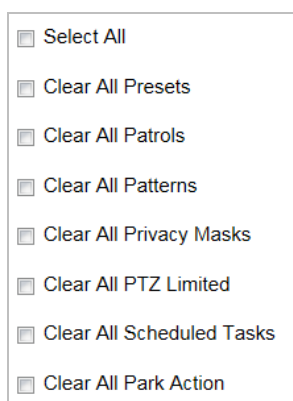 Select All
Clear All Presets
Clear All Patrols
Clear All Patterns
Clear All Privacy Masks
Clear All PTZ Limited
Clear All Scheduled Tasks
Clear All Park Action